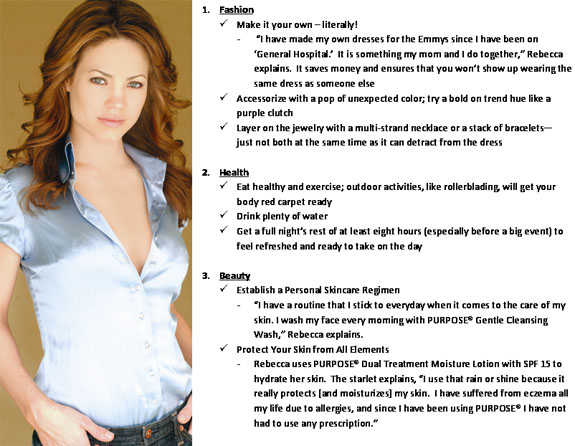 1. Fashion
✓ Make it your own – literally!
- "I have made my own dresses for the Emmys since I have been on
'General Hospital.' It is something my mom and I do together," Rebecca
explains. It saves money and ensures that you won't show up wearing the
same dress as someone else
✓ Accessorize with a pop of unexpected color; try a bold on trend hue like a
purple clutch
✓ Layer on the jewelry with a multi-strand necklace or a stack of bracelets—
just not both at the same time as it can detract from the dress
2. Health
✓ Eat healthy and exercise; outdoor activities, like rollerblading, will get your
body red carpet ready
✓ Drink plenty of water
✓ Get a full night's rest of at least eight hours (especially before a big event) to
feel refreshed and ready to take on the day
3. Beauty
✓ Establish a Personal Skincare Regimen
- "I have a routine that I stick to everyday when it comes to the care of my
skin. I wash my face every morning with PURPOSE® Gentle Cleansing
Wash," Rebecca explains.
✓ Protect Your Skin from All Elements
- Rebecca uses PURPOSE® Dual Treatment Moisture Lotion with SPF 15 to
hydrate her skin. The starlet explains, "I use that rain or shine because it
really protects [and moisturizes] my skin. I have suffered from eczema all
my life due to allergies, and since I have been using PURPOSE® I have not
had to use any prescription."